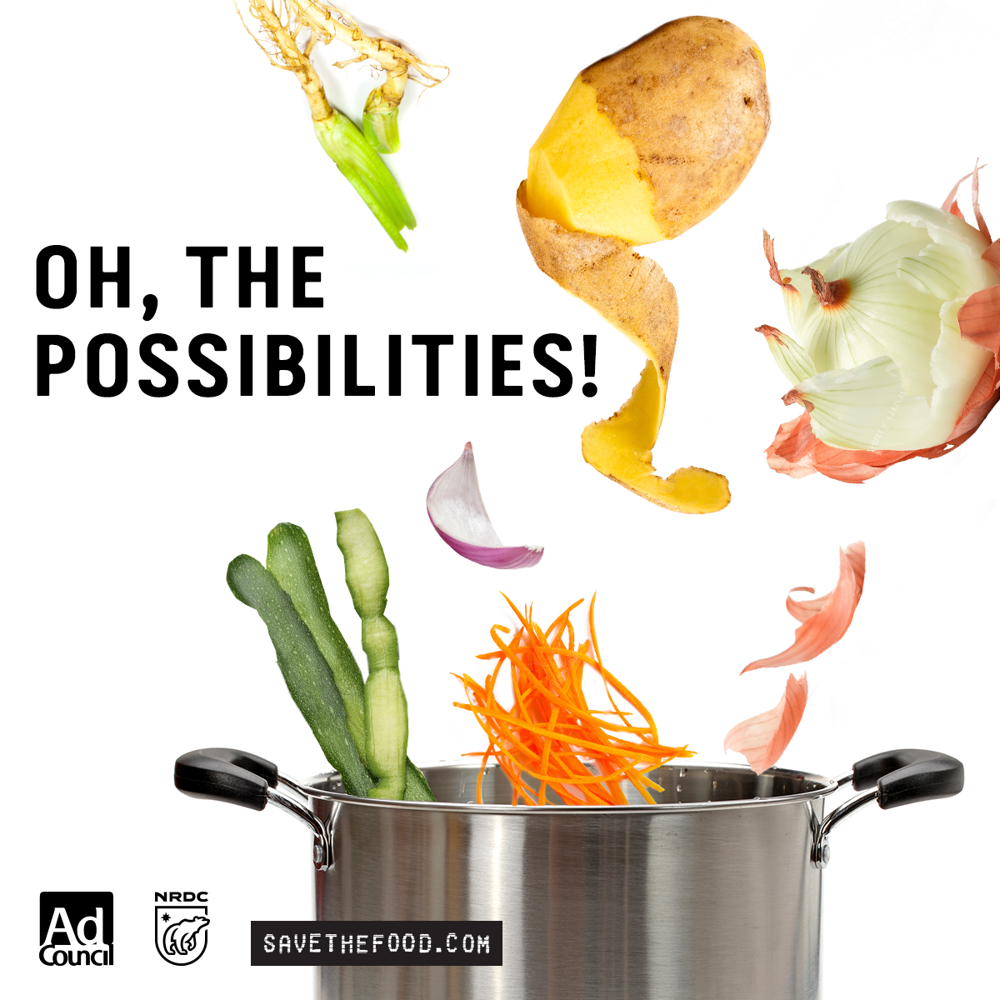 OH, THE
POSSIBILITIES!
Ad
Council
NRDC
SAVETHEFOOD.COM